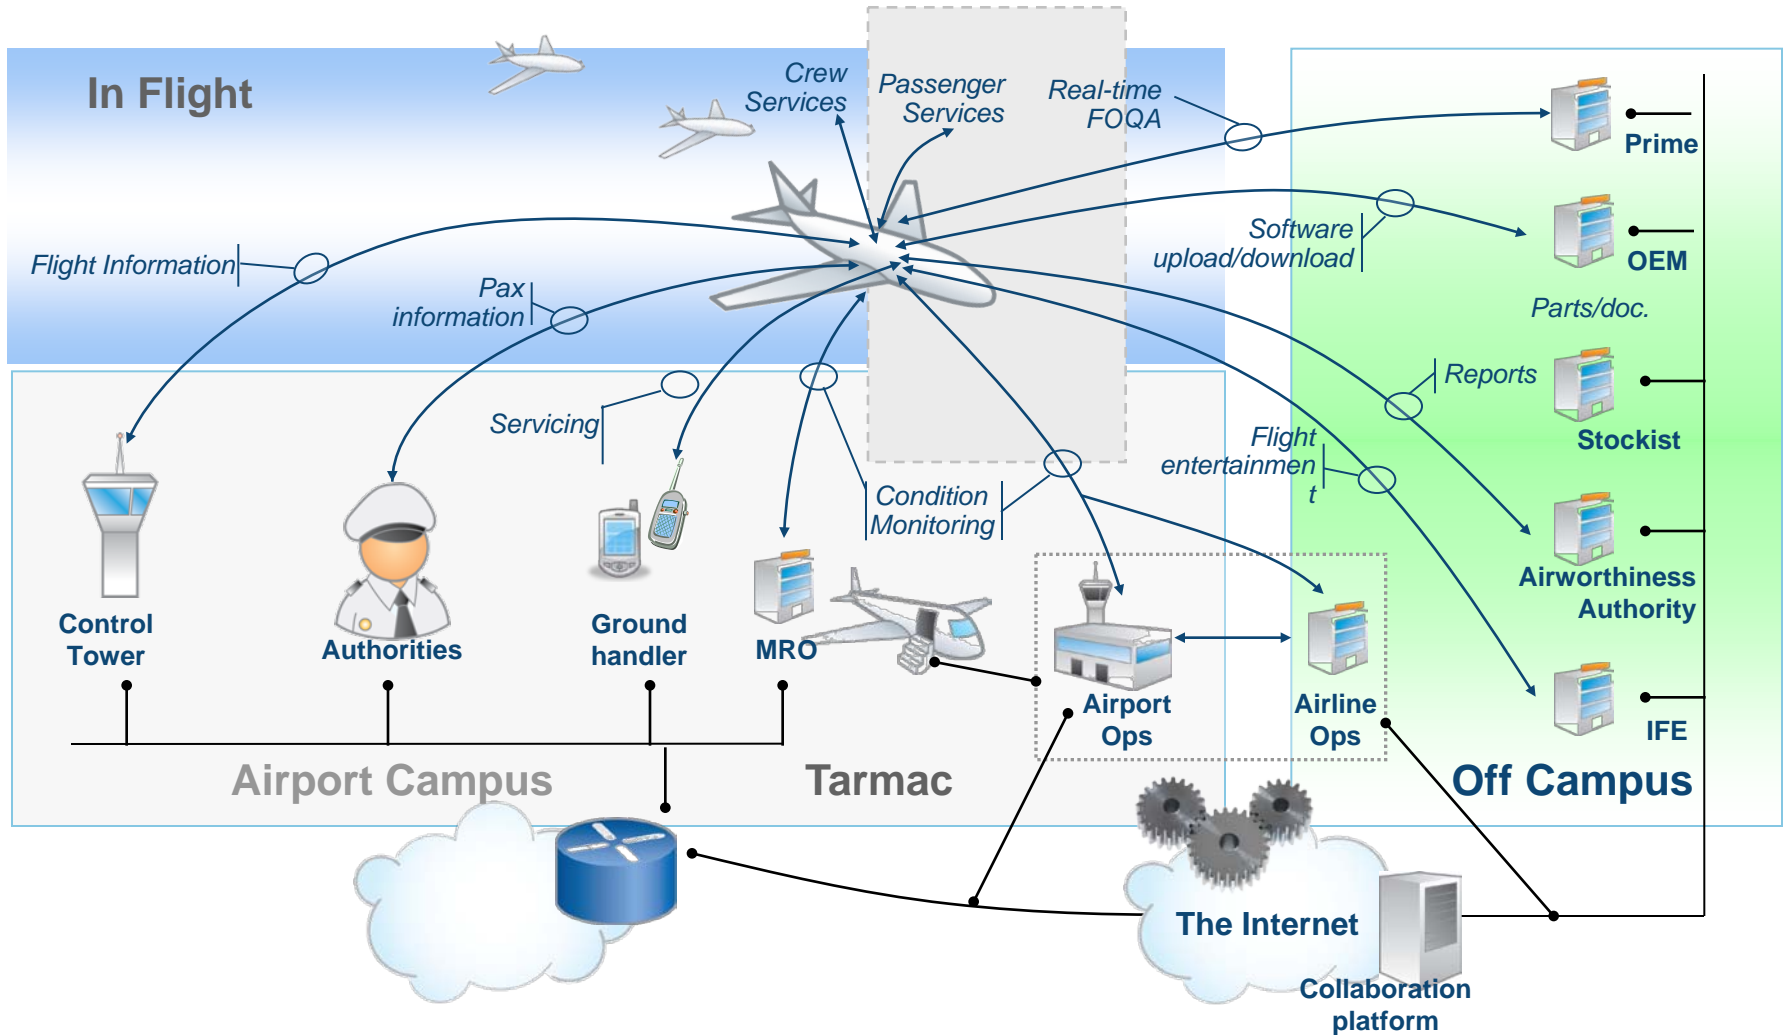 In Flight
Crew
Services
Passenger
Services
Real-time
FOQA
Prime
Flight Information
Pax
information
Software
upload/download
OEM
Parts/doc.
Servicing
Reports
Stockist
Flight
entertainmen
t
Condition
Monitoring
Airworthiness
Authority
Control
Tower
Authorities
Ground
handler
MRO
Airport
Ops
Airline
Ops
IFE
Airport Campus
Tarmac
Off Campus
The Internet
Collaboration
platform